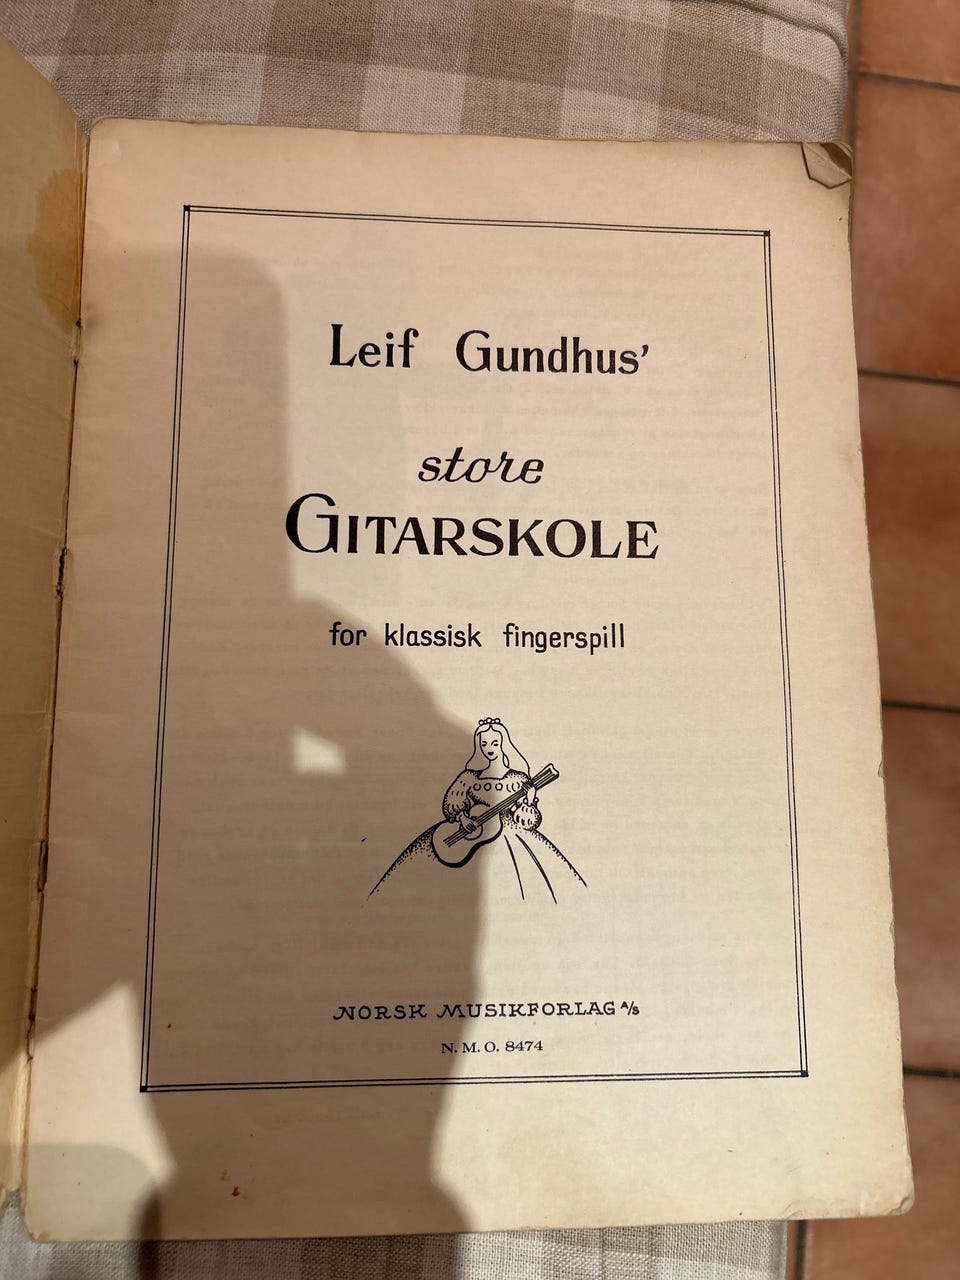 Leif Gundhus'
store
GITARSKOLE
for klassisk fingerspill
NORSK MUSIKFORLAG A/s
N. M. O. 8474